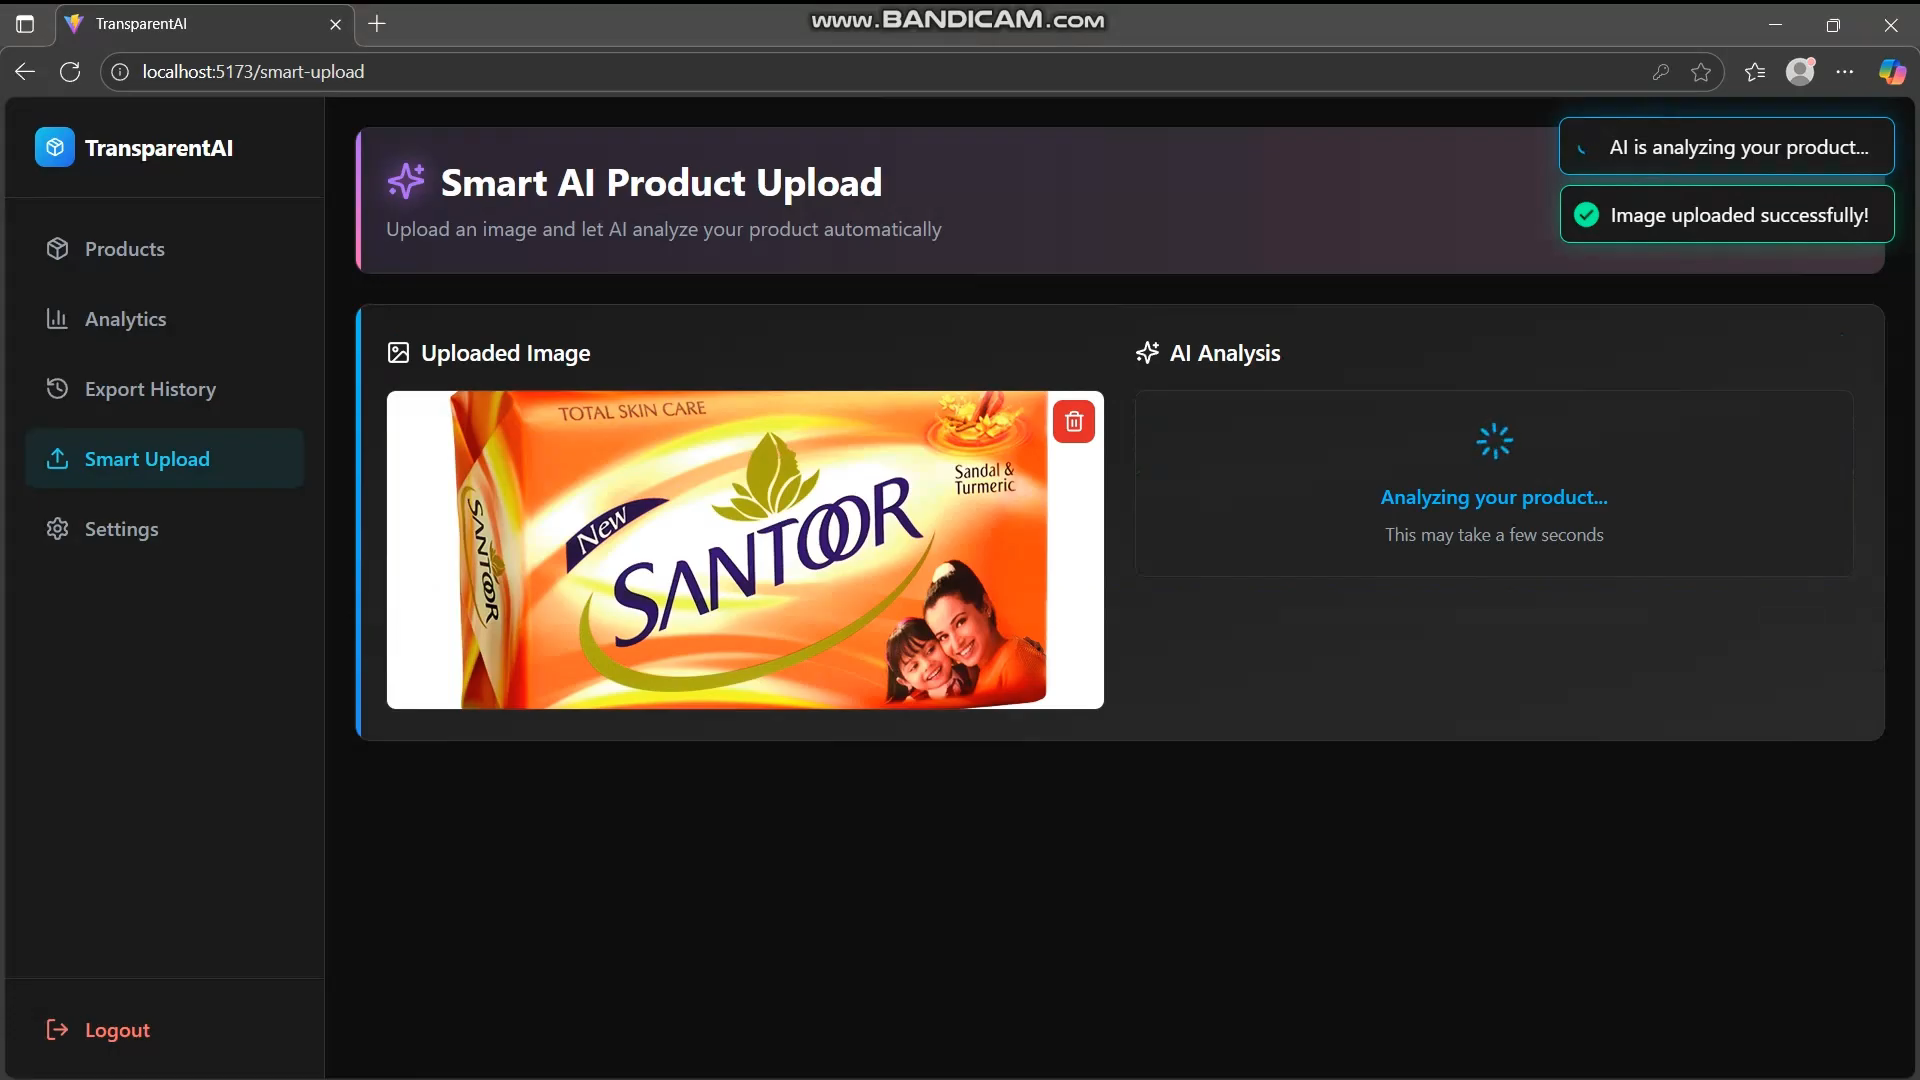 TransparentAI
www.BANDICAM.com
localhost:5173/smart-upload
TransparentAI
Products
Analytics
Export History
Smart Upload
Settings
Logout
Smart AI Product Upload
Upload an image and let AI analyze your product automatically
AI is analyzing your product...
Image uploaded successfully!
Uploaded Image
TOTAL SKIN CARE
Sandal &
Turmeric
New
SANTOOR
SANTOOR
AI Analysis
Analyzing your product...
This may take a few seconds